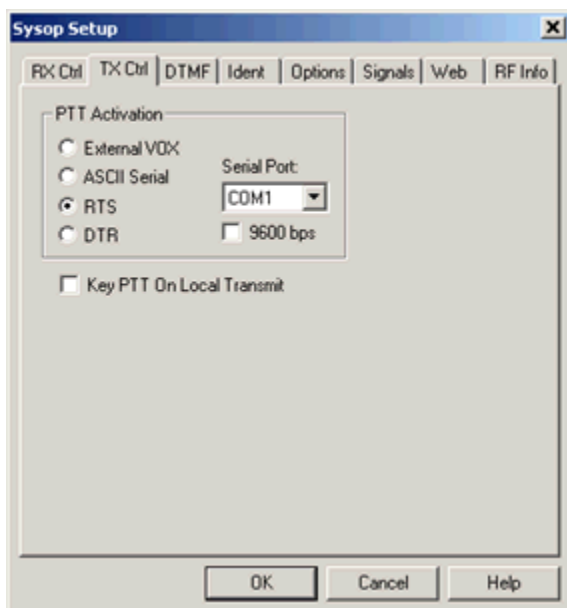 Sysop Setup
RX Ctrl TX Ctrl DTMF Ident Options Signals Web RF Info
PTT Activation
External VOX
ASCII Serial
RTS
DTR
Serial Port:
COM1
9600 bps
Key PTT On Local Transmit
OK Cancel Help